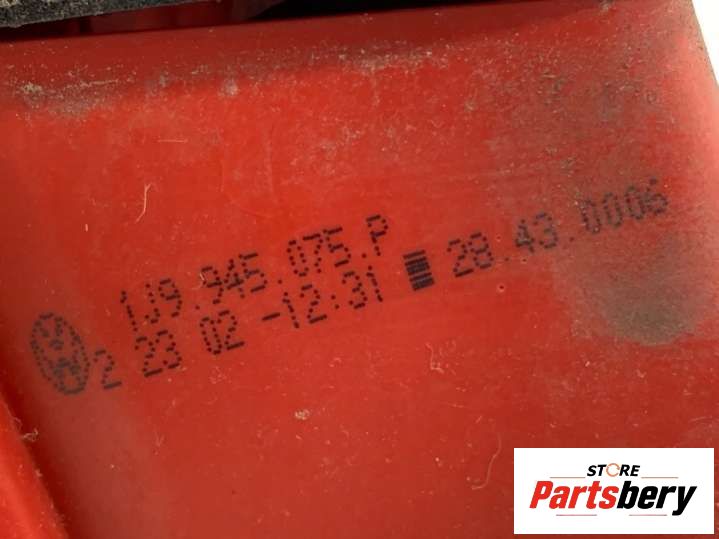 1J9.945.075.P 28.43.0006
2 23 02 -12:31
STORE
Partsbery